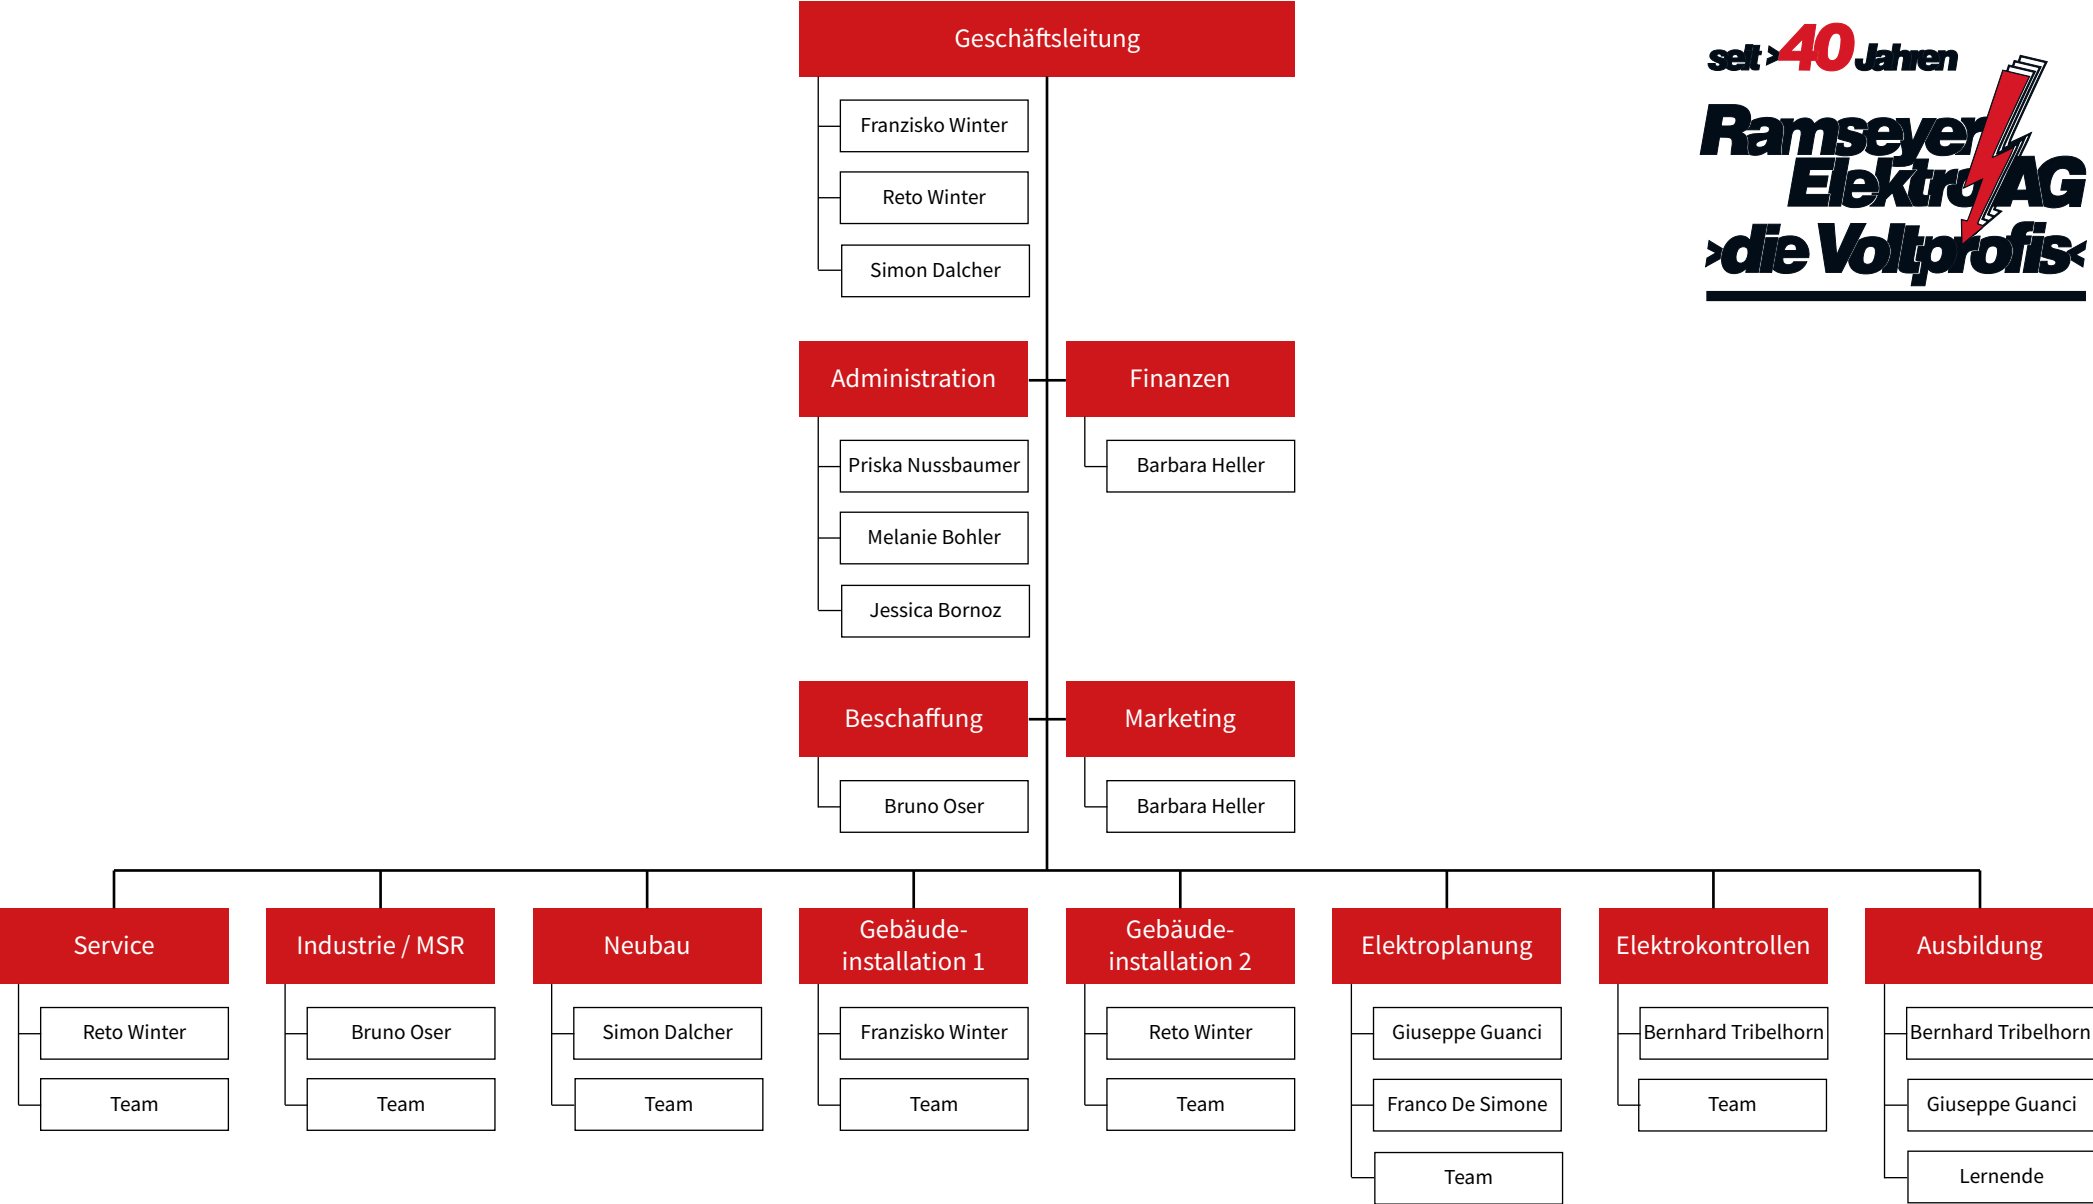 Geschäftsleitung
seit >40 Jahren
Ramseyer
Elektro AG
>die Voltprofis<
Franzisko Winter
Reto Winter
Simon Dalcher
Administration
Finanzen
Priska Nussbaumer
Barbara Heller
Melanie Bohler
Jessica Bornoz
Beschaffung
Marketing
Bruno Oser
Barbara Heller
Service
Reto Winter
Team
Industrie / MSR
Bruno Oser
Team
Neubau
Simon Dalcher
Team
Gebäude-
installation 1
Franzisko Winter
Team
Gebäude-
installation 2
Reto Winter
Team
Elektroplanung
Giuseppe Guanci
Franco De Simone
Team
Elektrokontrollen
Bernhard Tribelhorn
Team
Ausbildung
Bernhard Tribelhorn
Giuseppe Guanci
Lernende